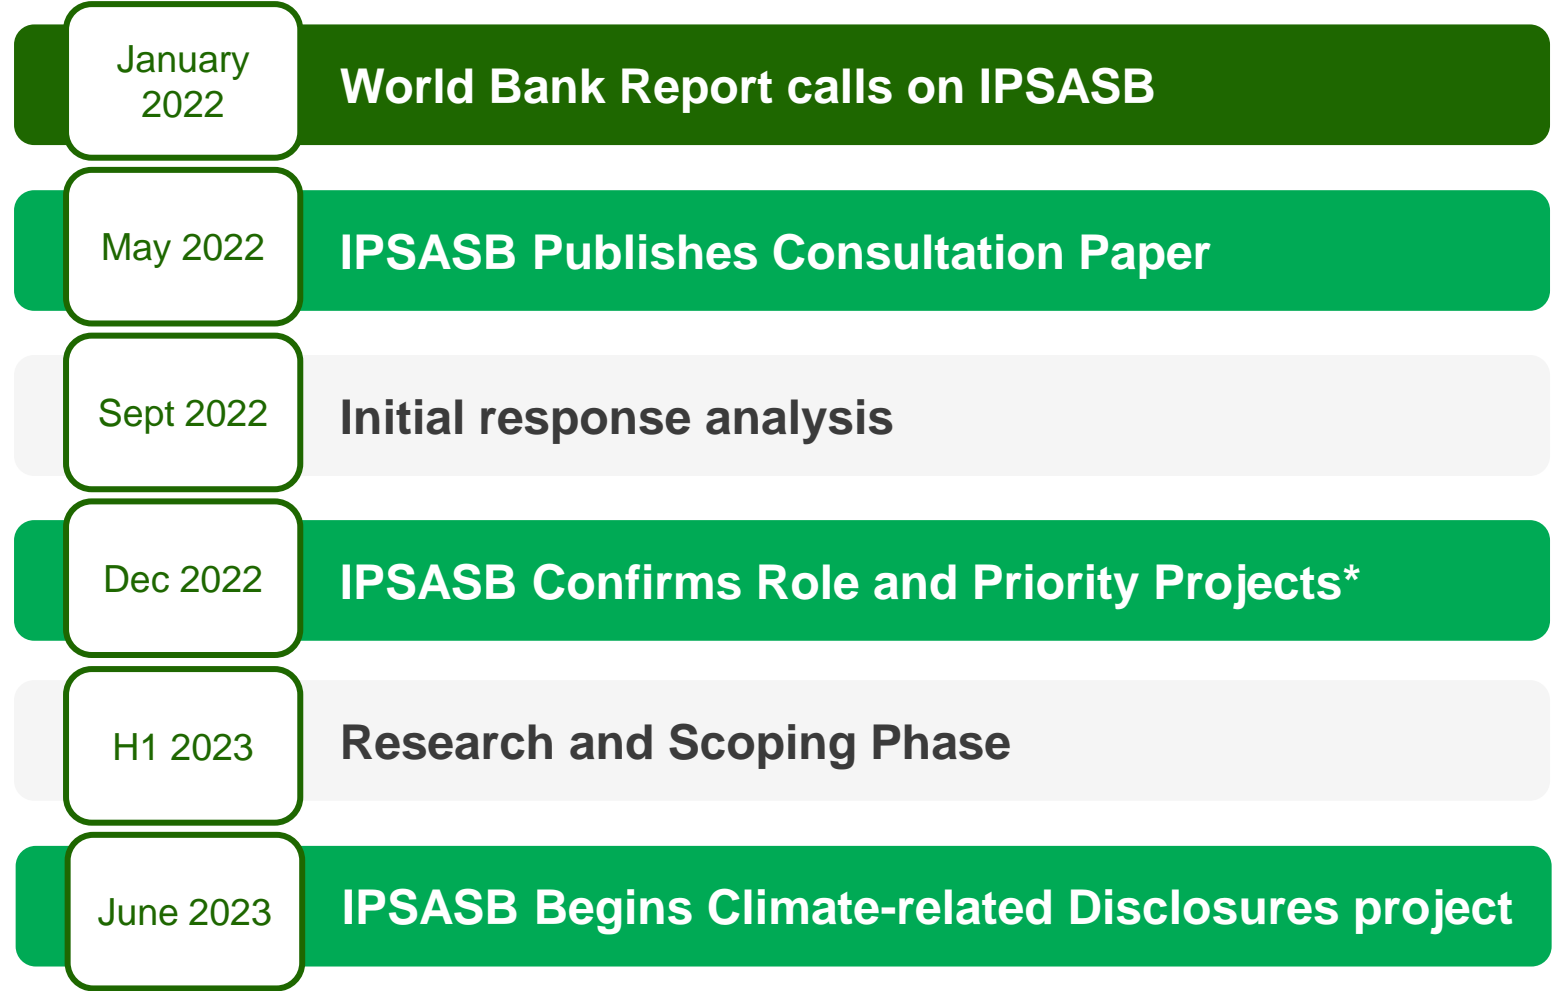 January
2022
World Bank Report calls on IPSASB
May 2022
IPSASB Publishes Consultation Paper
Sept 2022
Initial response analysis
Dec 2022
IPSASB Confirms Role and Priority Projects*
H1 2023
Research and Scoping Phase
June 2023
IPSASB Begins Climate-related Disclosures project